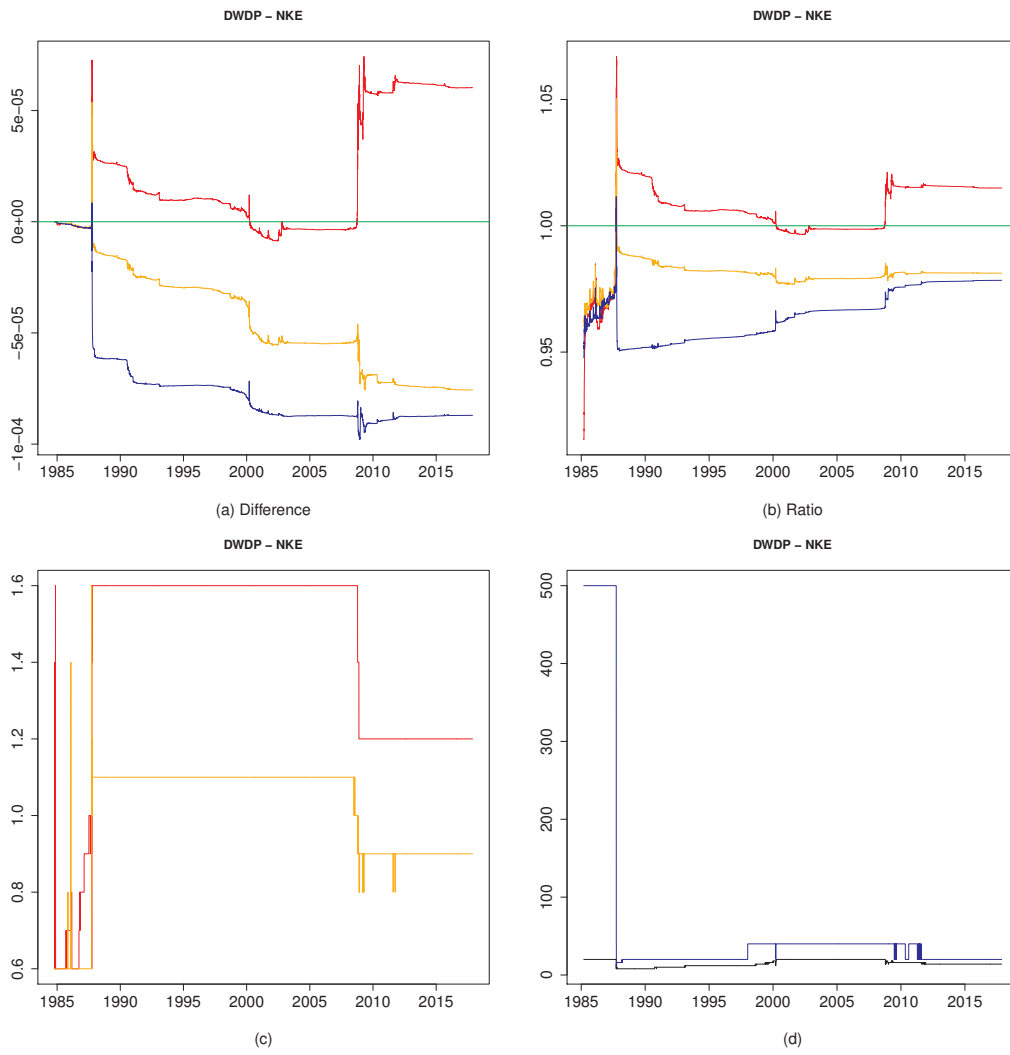 DWDP – NKE
5e−05
0e+00
−5e−05
−1e−04
1985 1990 1995 2000 2005 2010 2015
(a) Difference
DWDP – NKE
1.05
1.00
0.95
1985 1990 1995 2000 2005 2010 2015
(b) Ratio
DWDP – NKE
1.6
1.4
1.2
1.0
0.8
0.6
1985 1990 1995 2000 2005 2010 2015
(c)
DWDP – NKE
500
400
300
200
100
0
1985 1990 1995 2000 2005 2010 2015
(d)